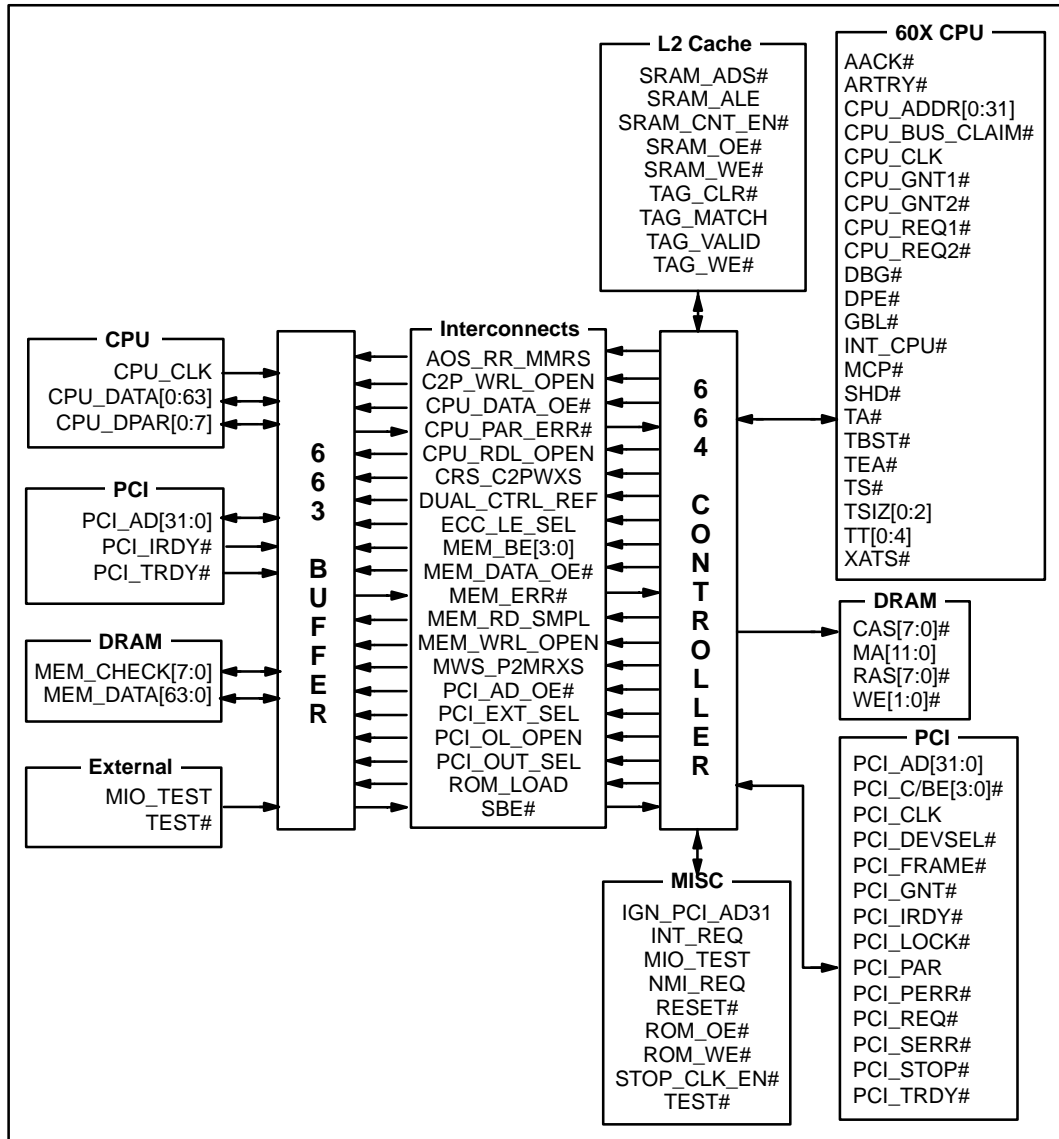 L2 Cache
SRAM_ADS#
SRAM_ALE
SRAM_CNT_EN#
SRAM_OE#
SRAM_WE#
TAG_CLR#
TAG_MATCH
TAG_VALID
TAG_WE#
60X CPU
AACK#
ARTRY#
CPU_ADDR[0:31]
CPU_BUS_CLAIM#
CPU_CLK
CPU_GNT1#
CPU_GNT2#
CPU_REQ1#
CPU_REQ2#
DBG#
DPE#
GBL#
INT_CPU#
MCP#
SHD#
TA#
TBST#
TEA#
TS#
TSIZ[0:2]
TT[0:4]
XATS#
CPU
CPU_CLK
CPU_DATA[0:63]
CPU_DPAR[0:7]
PCI
PCI_AD[31:0]
PCI_IRDY#
PCI_TRDY#
DRAM
MEM_CHECK[7:0]
MEM_DATA[63:0]
External
MIO_TEST
TEST#
663 BUFFER
Interconnects
AOS_RR_MMRS
C2P_WRL_OPEN
CPU_DATA_OE#
CPU_PAR_ERR#
CPU_RDL_OPEN
CRS_C2PWXS
DUAL_CTRL_REF
ECC_LE_SEL
MEM_BE[3:0]
MEM_DATA_OE#
MEM_ERR#
MEM_RD_SMPL
MEM_WRL_OPEN
MWS_P2MRXS
PCI_AD_OE#
PCI_EXT_SEL
PCI_OL_OPEN
PCI_OUT_SEL
ROM_LOAD
SBE#
664 CONTROLLER
DRAM
CAS[7:0]#
MA[11:0]
RAS[7:0]#
WE[1:0]#
PCI
PCI_AD[31:0]
PCI_C/BE[3:0]#
PCI_CLK
PCI_DEVSEL#
PCI_FRAME#
PCI_GNT#
PCI_IRDY#
PCI_LOCK#
PCI_PAR
PCI_PERR#
PCI_REQ#
PCI_SERR#
PCI_STOP#
PCI_TRDY#
MISC
IGN_PCI_AD31
INT_REQ
MIO_TEST
NMI_REQ
RESET#
ROM_OE#
ROM_WE#
STOP_CLK_EN#
TEST#